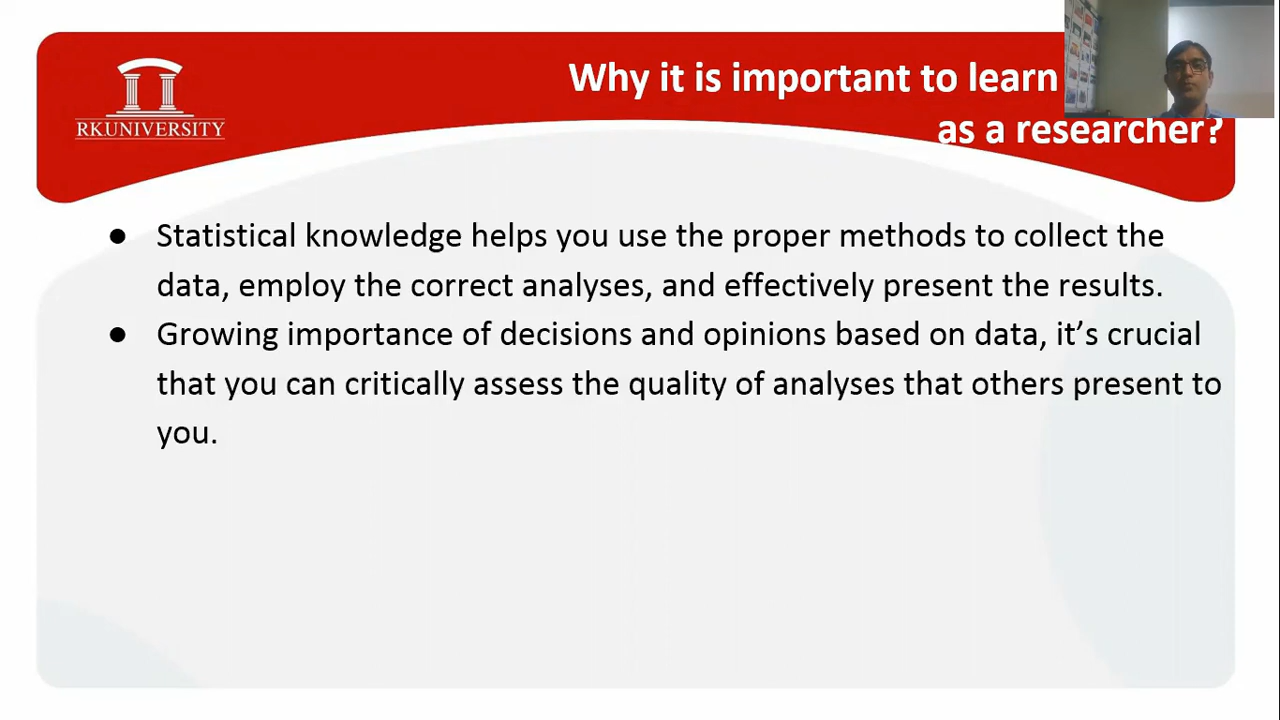 RKUNIVERSITY
Why it is important to learn
as a researcher?
● Statistical knowledge helps you use the proper methods to collect the
data, employ the correct analyses, and effectively present the results.
● Growing importance of decisions and opinions based on data, it’s crucial
that you can critically assess the quality of analyses that others present to
you.